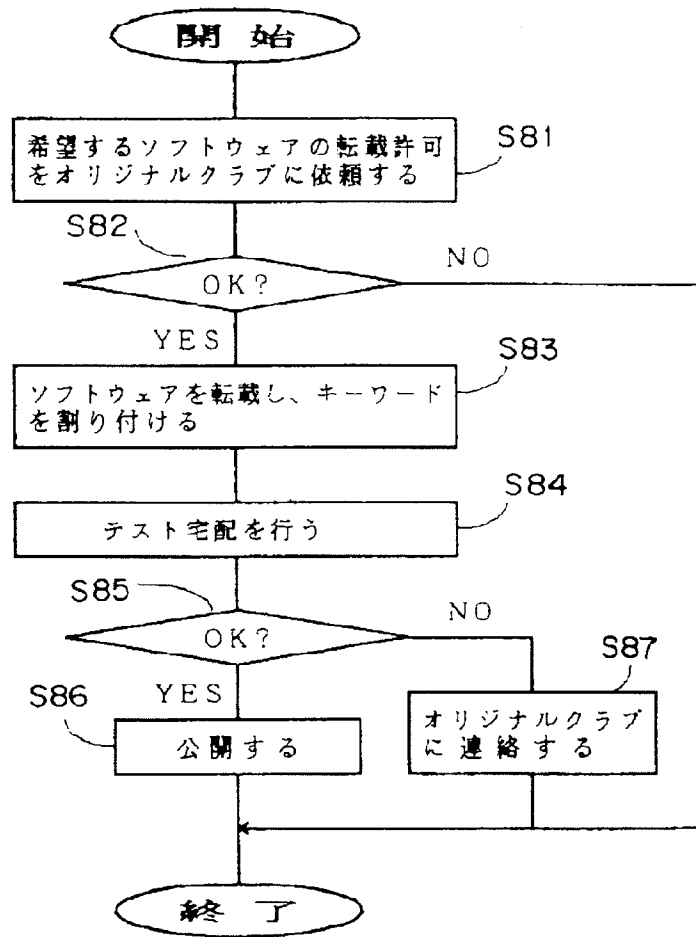 開始
希望するソフトウェアの転載許可
をオリジナルクラブに依頼する
S81
S82
OK?
NO
YES
S83
ソフトウェアを転載し、キーワード
を割り付ける
S84
テスト宅配を行う
S85
OK?
NO
YES
S86
S87
公開する
オリジナルクラブ
に連絡する
終了